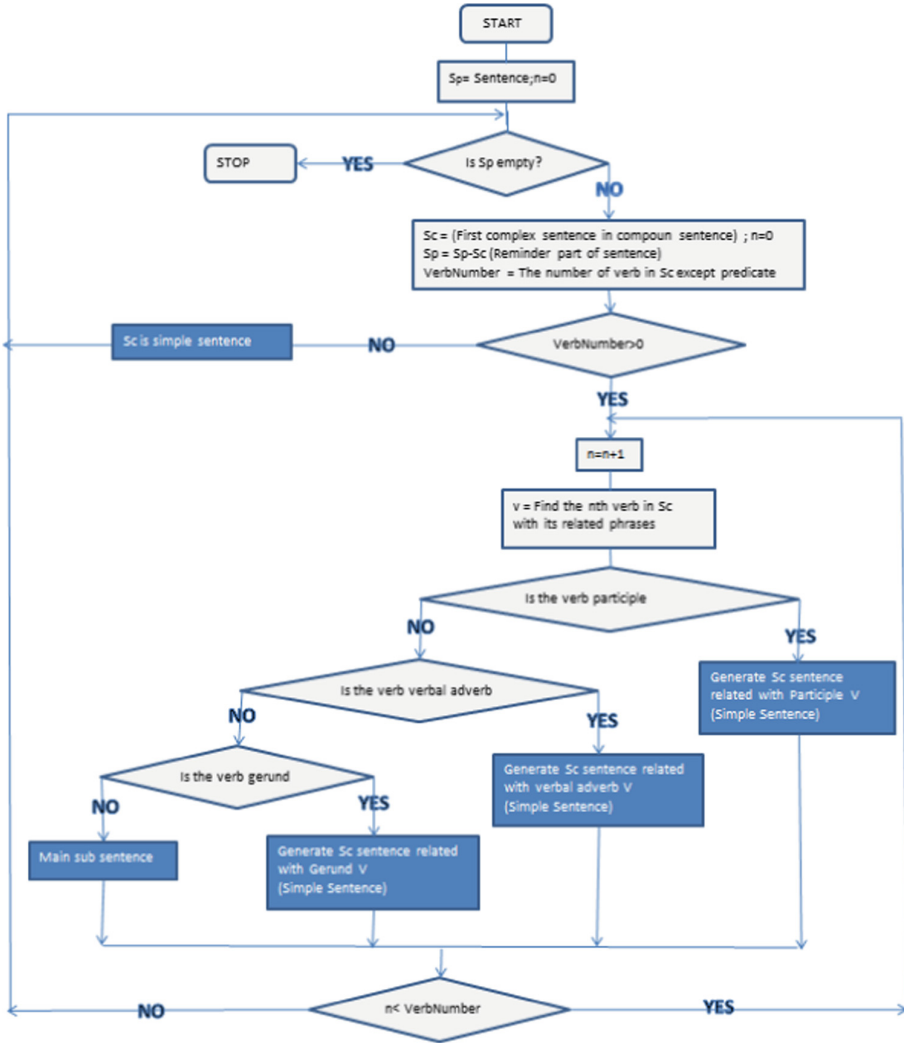 START
Sp= Sentence;n=0
Is Sp empty?
YES
STOP
NO
Sc = (First complex sentence in compoun sentence) ; n=0
Sp = Sp-Sc (Reminder part of sentence)
VerbNumber = The number of verb in Sc except predicate
VerbNumber>0
NO
Sc is simple sentence
YES
n=n+1
v = Find the nth verb in Sc
with its related phrases
Is the verb participle
NO
YES
Generate Sc sentence
related with Participle V
(Simple Sentence)
Is the verb verbal adverb
NO
YES
Generate Sc sentence related
with verbal adverb V
(Simple Sentence)
Is the verb gerund
NO
YES
Main sub sentence
Generate Sc sentence related
with Gerund V
(Simple Sentence)
n< VerbNumber
NO
YES